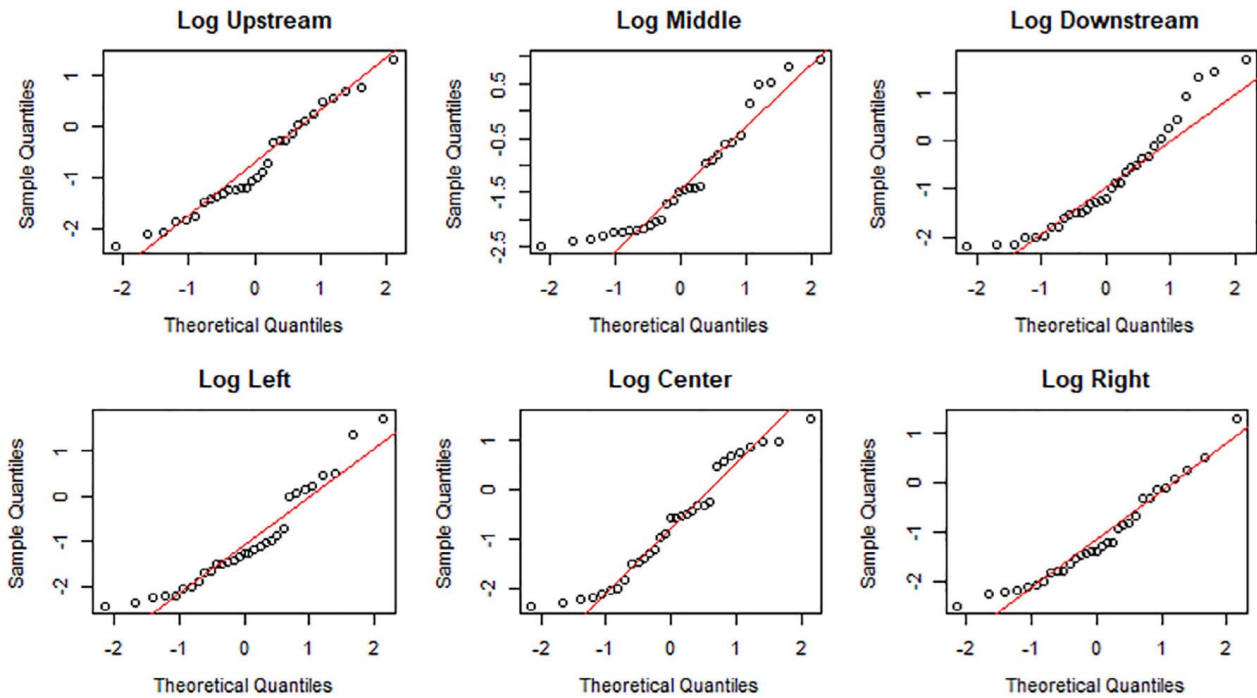 Log Upstream
Sample Quantiles
1
0
-1
-2
-2 -1 0 1 2
Theoretical Quantiles
Log Middle
Sample Quantiles
0.5
-0.5
-1.5
-2.5
-2 -1 0 1 2
Theoretical Quantiles
Log Downstream
Sample Quantiles
1
0
-1
-2
-2 -1 0 1 2
Theoretical Quantiles
Log Left
Sample Quantiles
1
0
-1
-2
-2 -1 0 1 2
Theoretical Quantiles
Log Center
Sample Quantiles
1
0
-1
-2
-2 -1 0 1 2
Theoretical Quantiles
Log Right
Sample Quantiles
1
0
-1
-2
-2 -1 0 1 2
Theoretical Quantiles